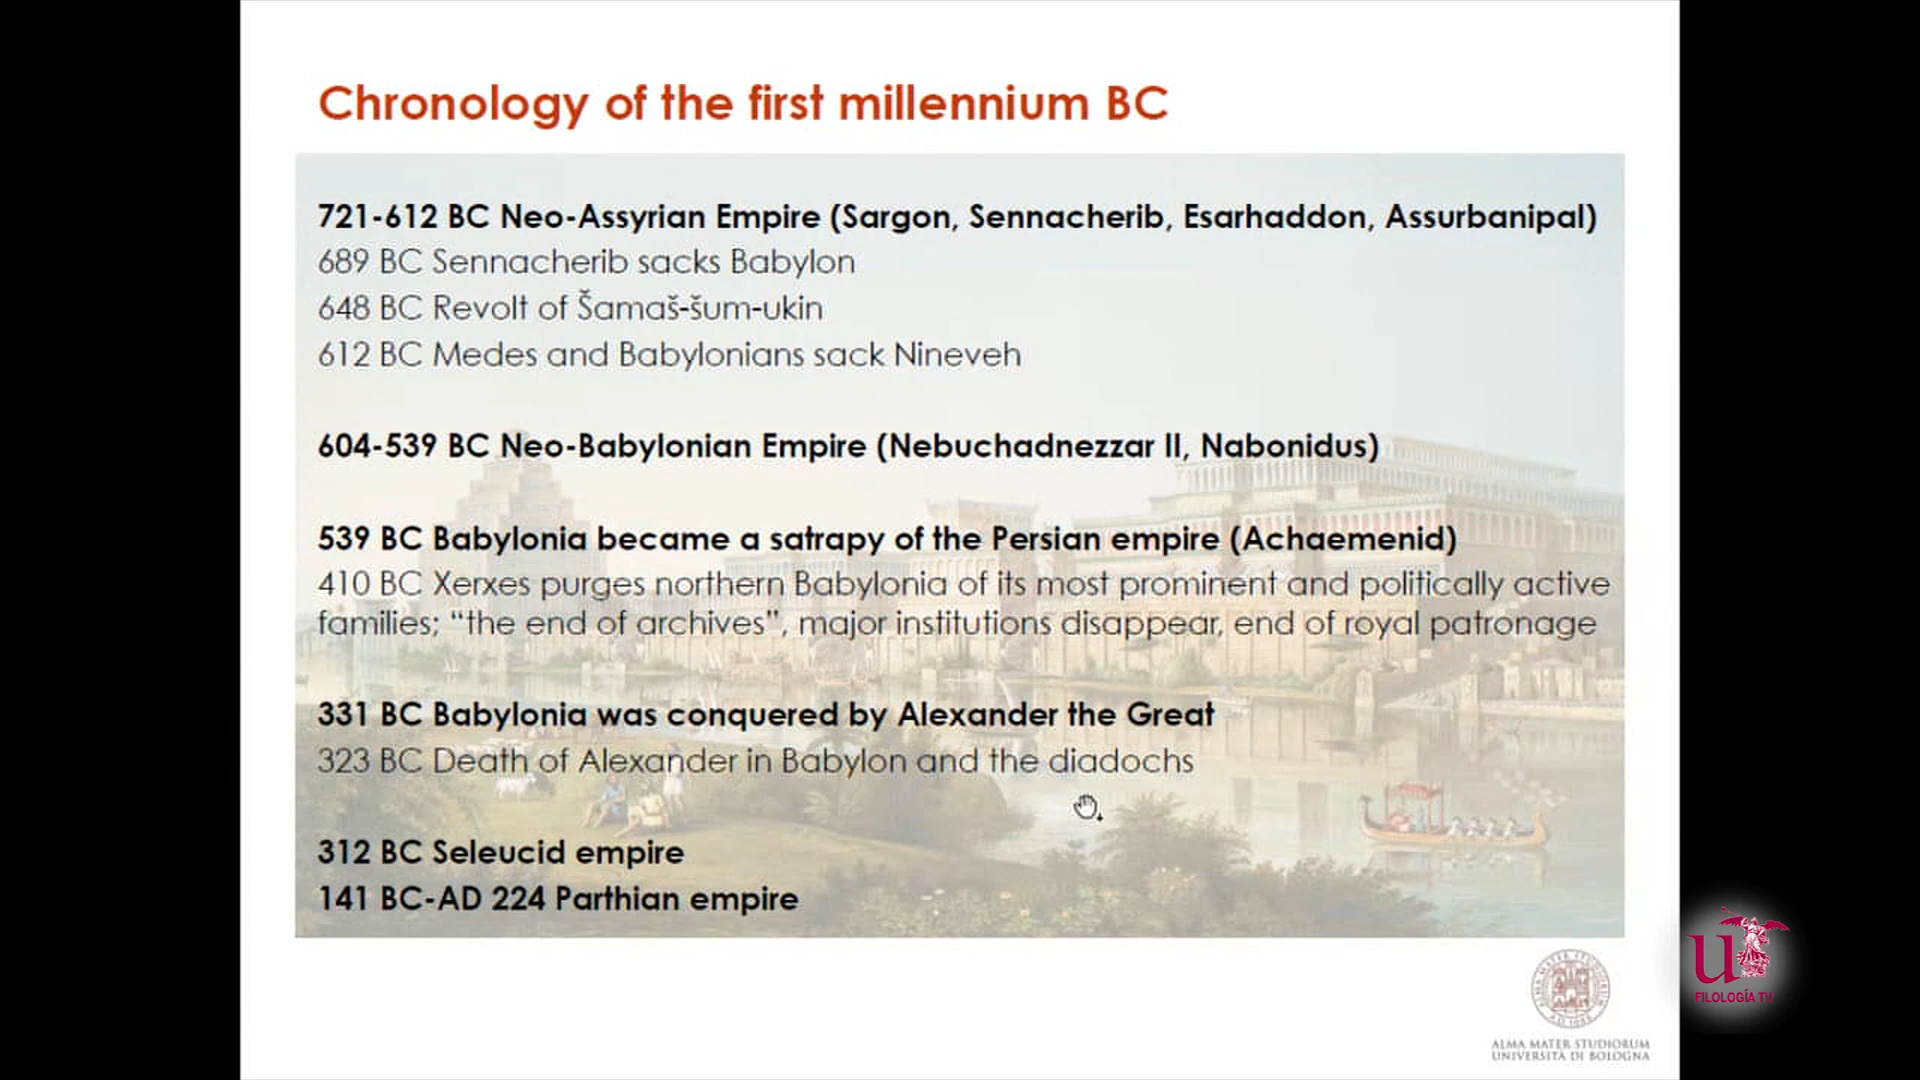 Chronology of the first millennium BC
721-612 BC Neo-Assyrian Empire (Sargon, Sennacherib, Esarhaddon, Assurbanipal)
689 BC Sennacherib sacks Babylon
648 BC Revolt of Šamaš-šum-ukin
612 BC Medes and Babylonians sack Nineveh
604-539 BC Neo-Babylonian Empire (Nebuchadnezzar II, Nabonidus)
539 BC Babylonia became a satrapy of the Persian empire (Achaemenid)
410 BC Xerxes purges northern Babylonia of its most prominent and politically active
families; “the end of archives”, major institutions disappear, end of royal patronage
331 BC Babylonia was conquered by Alexander the Great
323 BC Death of Alexander in Babylon and the diadochs
312 BC Seleucid empire
141 BC-AD 224 Parthian empire
u
FILOLOGÍA TV
ALMA MATER STUDIORUM
UNIVERSITÀ DI BOLOGNA